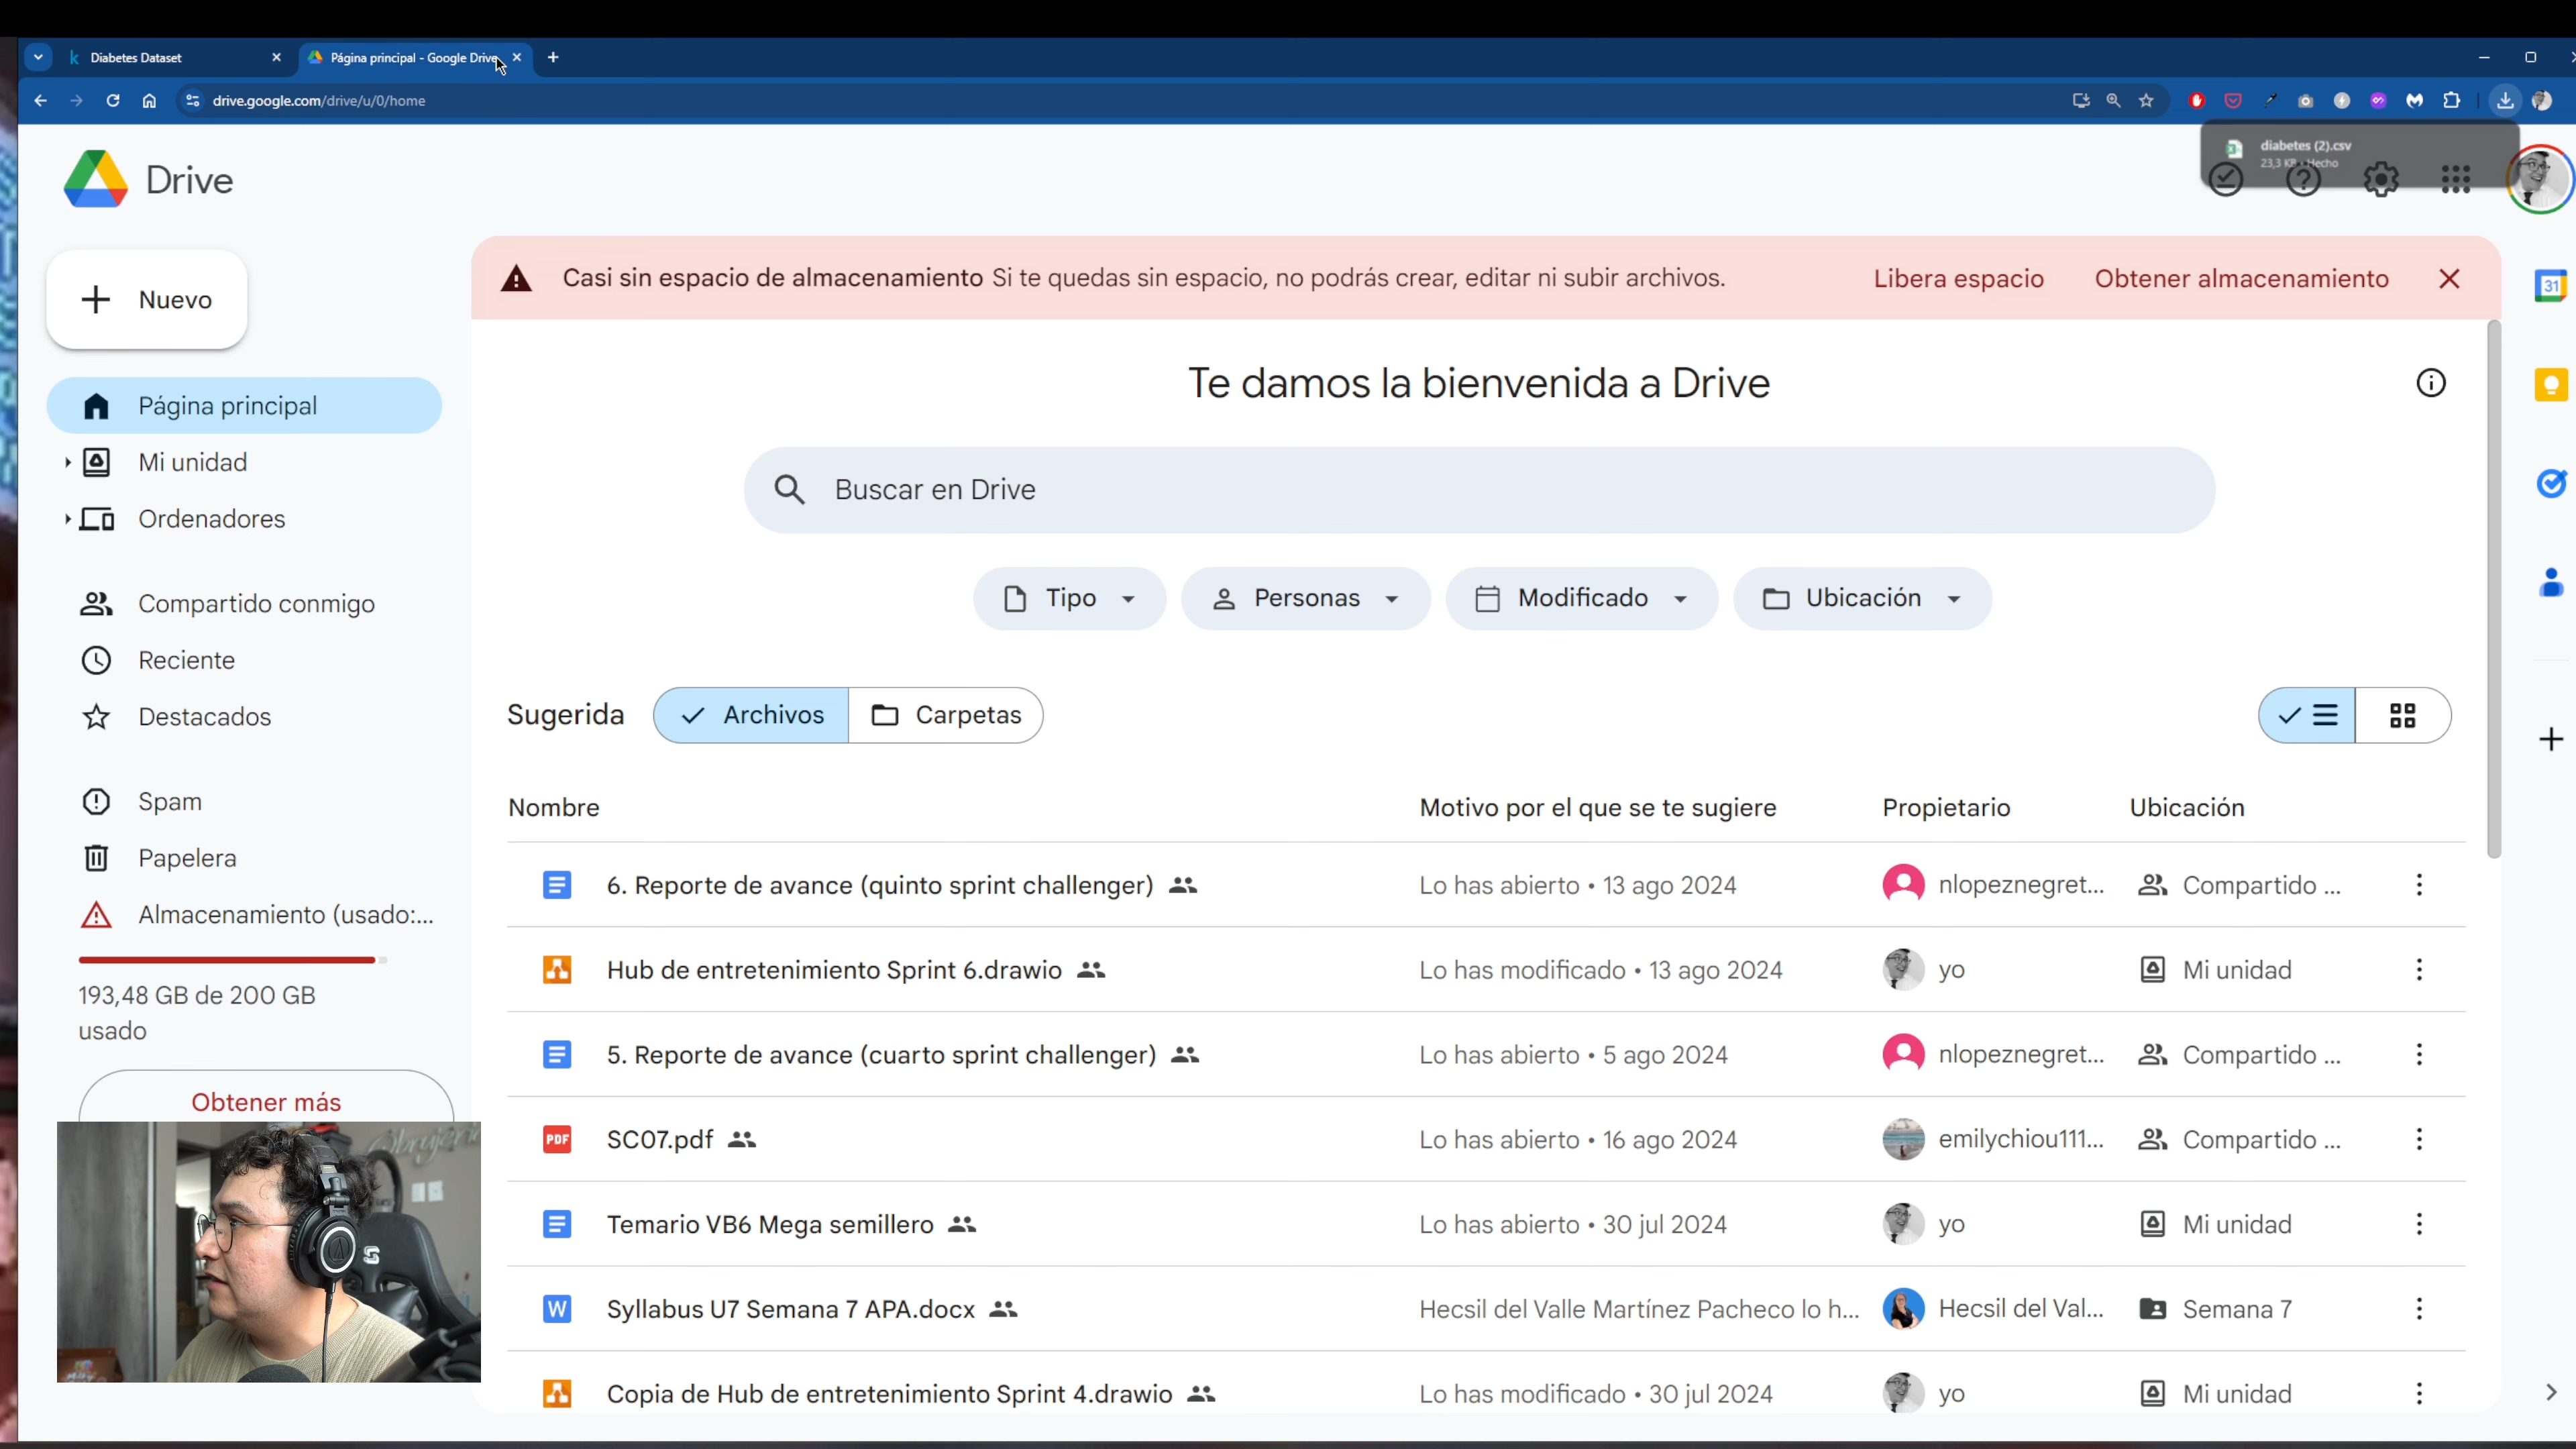 Diabetes Dataset
Página principal - Google Drive
drive.google.com/drive/u/0/home
diabetes (2).csv
23,3 KB • Hecho
Drive
Nuevo
Casi sin espacio de almacenamiento Si te quedas sin espacio, no podrás crear, editar ni subir archivos.
Libera espacio
Obtener almacenamiento
31
Página principal
Mi unidad
Ordenadores
Compartido conmigo
Reciente
Destacados
Spam
Papelera
Almacenamiento (usado:...
193,48 GB de 200 GB
usado
Obtener más
Te damos la bienvenida a Drive
Buscar en Drive
Tipo
Personas
Modificado
Ubicación
Sugerida
Archivos
Carpetas
Nombre
Motivo por el que se te sugiere
Propietario
Ubicación
6. Reporte de avance (quinto sprint challenger)
Lo has abierto • 13 ago 2024
nlopeznegret...
Compartido ...
Hub de entretenimiento Sprint 6.drawio
Lo has modificado • 13 ago 2024
yo
Mi unidad
5. Reporte de avance (cuarto sprint challenger)
Lo has abierto • 5 ago 2024
nlopeznegret...
Compartido ...
PDF
SC07.pdf
Lo has abierto • 16 ago 2024
emilychiou111...
Compartido ...
Temario VB6 Mega semillero
Lo has abierto • 30 jul 2024
yo
Mi unidad
W
Syllabus U7 Semana 7 APA.docx
Hecsil del Valle Martínez Pacheco lo h...
Hecsil del Val...
Semana 7
Copia de Hub de entretenimiento Sprint 4.drawio
Lo has modificado • 30 jul 2024
yo
Mi unidad